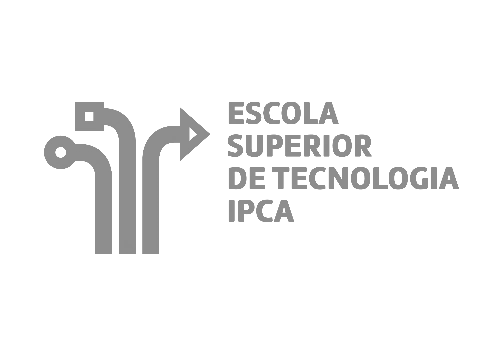 ESCOLA
SUPERIOR
DE TECNOLOGIA
IPCA